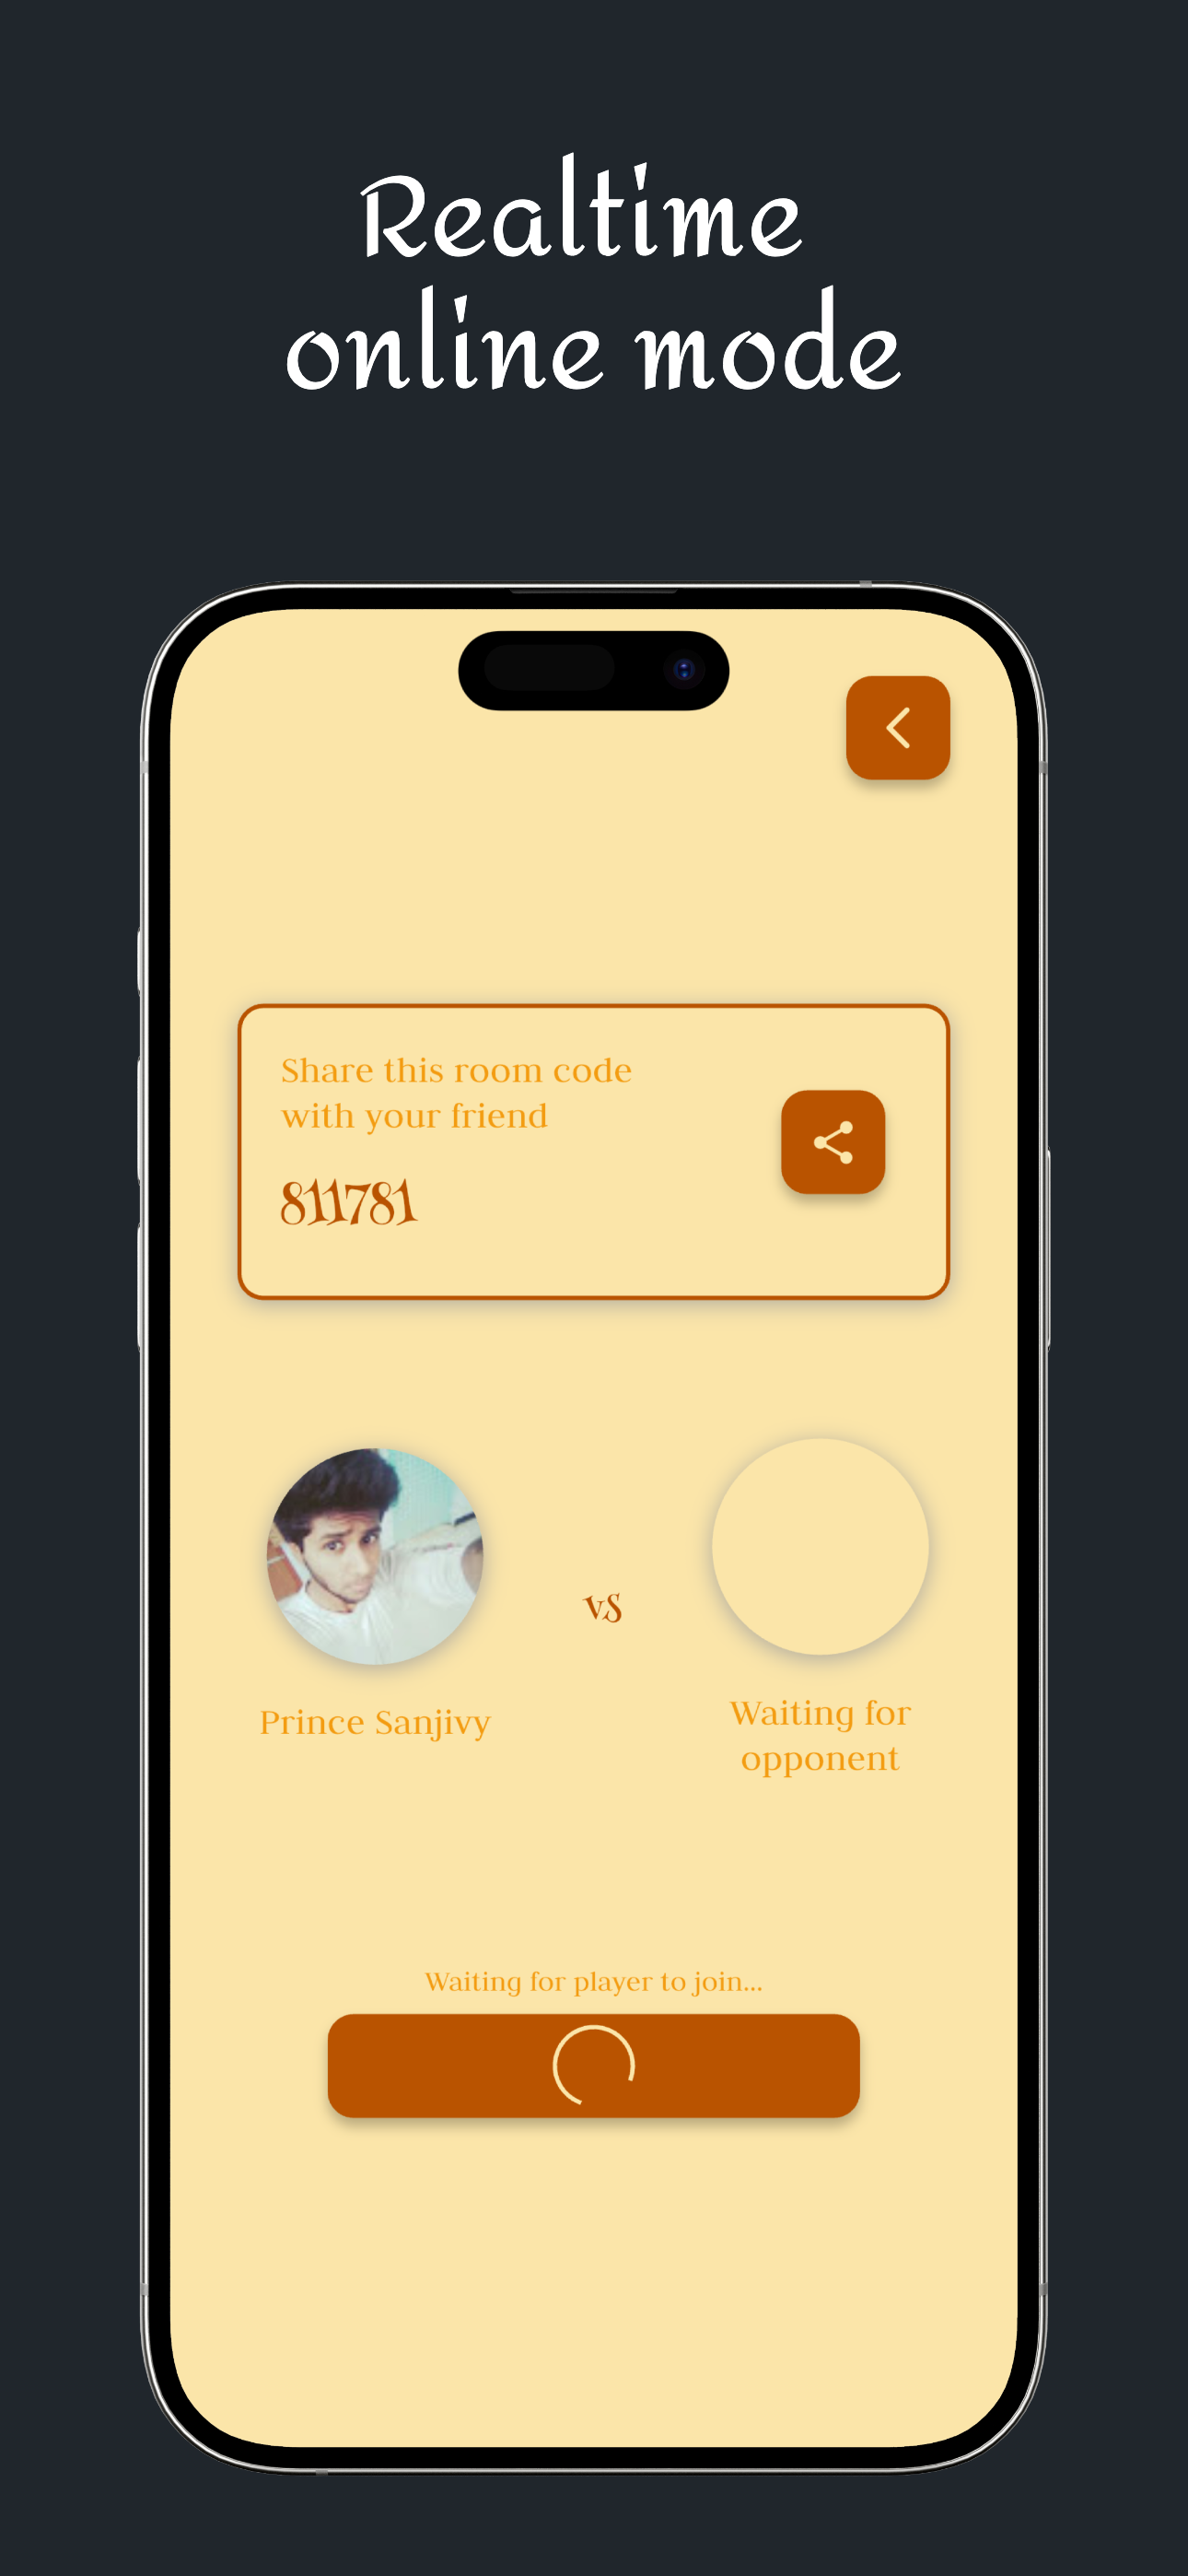 Realtime
online mode
Share this room code
with your friend
811781
vs
Prince Sanjivy
Waiting for
opponent
Waiting for player to join...